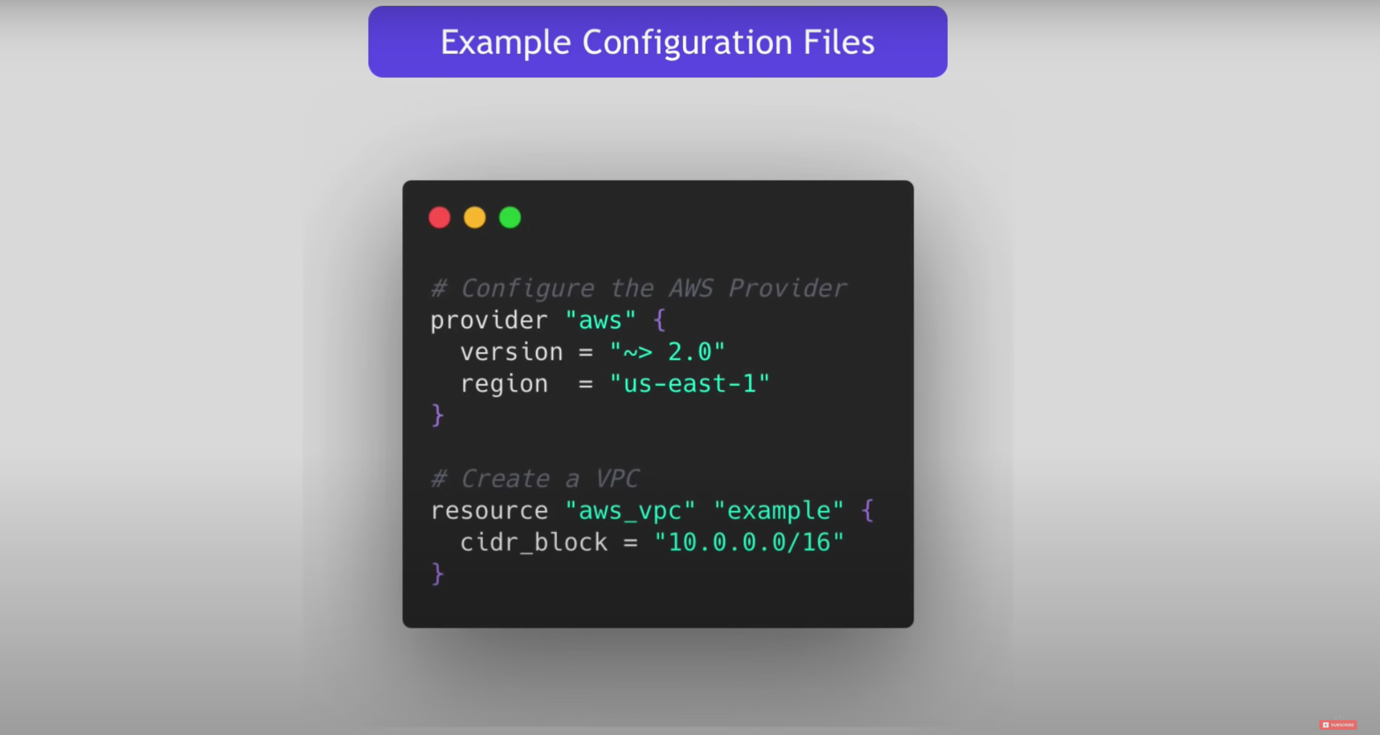 Example Configuration Files
# Configure the AWS Provider
provider "aws" {
  version = "~> 2.0"
  region  = "us-east-1"
}
# Create a VPC
resource "aws_vpc" "example" {
  cidr_block = "10.0.0.0/16"
}
SUBSCRIBE